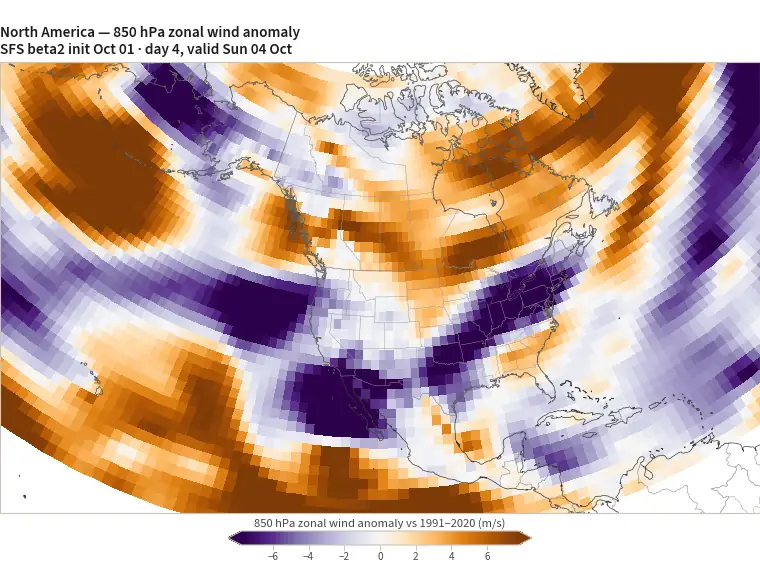 North America — 850 hPa zonal wind anomaly
SFS beta2 init Oct 01 · day 4, valid Sun 04 Oct
850 hPa zonal wind anomaly vs 1991–2020 (m/s)
−6 −4 −2 0 2 4 6